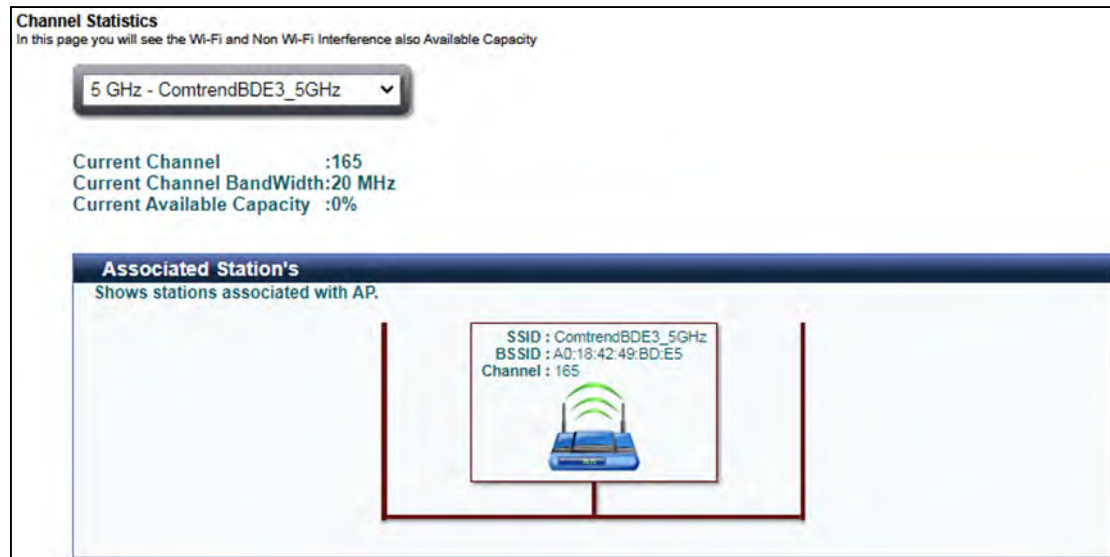 Channel Statistics
In this page you will see the Wi-Fi and Non Wi-Fi Interference also Available Capacity
5 GHz - ComtrendBDE3_5GHz
Current Channel :165
Current Channel BandWidth:20 MHz
Current Available Capacity :0%
Associated Station's
Shows stations associated with AP.
SSID : ComtrendBDE3_5GHz
BSSID : A0:18:42:49:BD:E5
Channel : 165